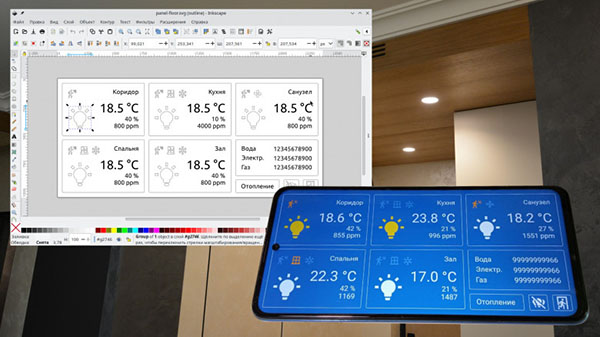 panel-floor.svg (outline) - Inkscape
Файл Правка Вид Слой Объект Контур Текст Фильтры Расширения Справка
Коридор
18.5 °C
40 %
800 ppm
Кухня
18.5 °C
10 %
4000 ppm
Санузел
18.5 °C
40 %
800 ppm
Спальня
18.5 °C
40 %
800 ppm
Зал
18.5 °C
40 %
800 ppm
Вода 12345678900
Электр. 12345678900
Газ 12345678900
Отопление
Коридор
18.6 °C
42 %
855 ppm
Кухня
23.8 °C
21 %
996 ppm
Санузел
18.2 °C
27 %
1551 ppm
Спальня
22.3 °C
42 %
1169
Зал
17.0 °C
21 %
1487
Вода 99999999966
Электр. 99999999966
Газ 99999999966
Отопление